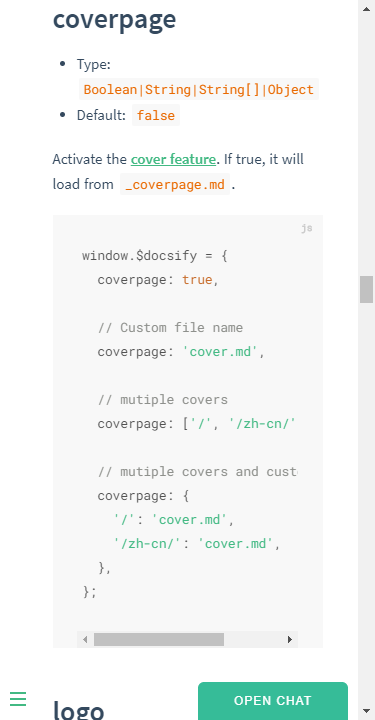 coverpage
• Type:
Boolean|String|String[]|Object
• Default: false
Activate the cover feature. If true, it will
load from _coverpage.md .
js
window.$docsify = {
  coverpage: true,
  // Custom file name
  coverpage: 'cover.md',
  // mutiple covers
  coverpage: ['/', '/zh-cn/'
  // mutiple covers and cust
  coverpage: {
    '/': 'cover.md',
    '/zh-cn/': 'cover.md',
  },
};
logo
OPEN CHAT